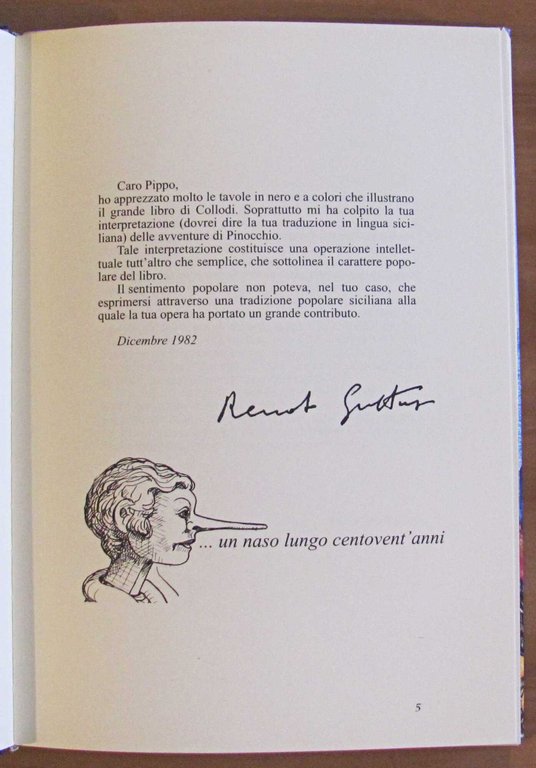 Caro Pippo,
ho apprezzato molto le tavole in nero e a colori che illustrano
il grande libro di Collodi. Soprattutto mi ha colpito la tua
interpretazione (dovrei dire la tua traduzione in lingua sici-
liana) delle avventure di Pinocchio.
Tale interpretazione costituisce una operazione intellet-
tuale tutt'altro che semplice, che sottolinea il carattere popo-
lare del libro.
Il sentimento popolare non poteva, nel tuo caso, che
esprimersi attraverso una tradizione popolare siciliana alla
quale la tua opera ha portato un grande contributo.
Dicembre 1982
Renato Guttuso
... un naso lungo centovent'anni
5